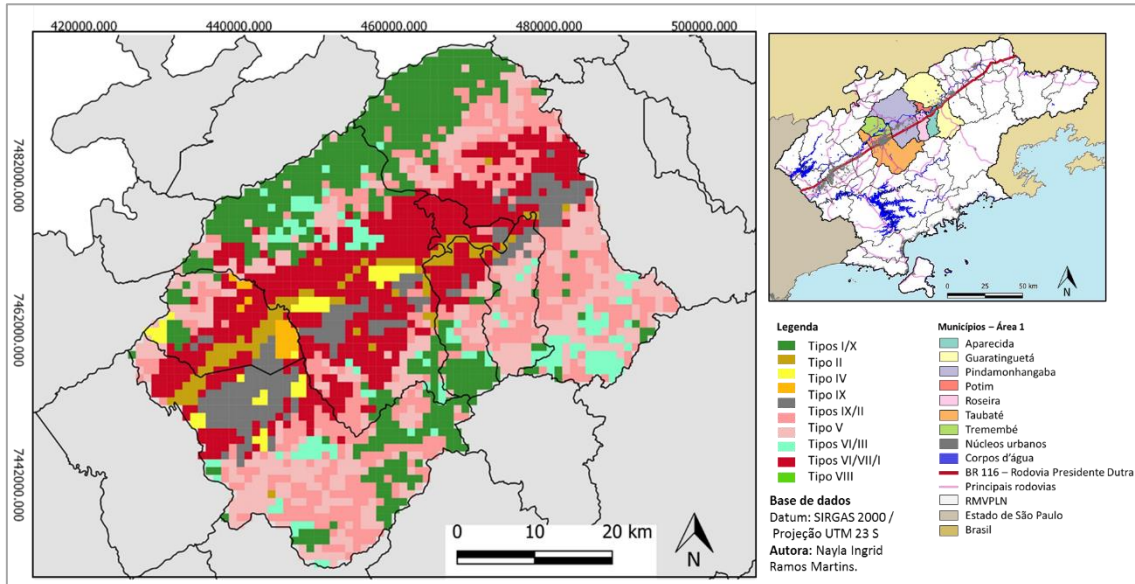 420000.000
440000.000
460000.000
480000.000
500000.000
7482000.000
7462000.000
7442000.000
0 10 20 km
N
0 25 50 km
N
Legenda
Tipos I/X
Tipo II
Tipo IV
Tipo IX
Tipos IX/II
Tipo V
Tipos VI/III
Tipos VI/VII/I
Tipo VIII
Base de dados
Datum: SIRGAS 2000 /
Projeção UTM 23 S
Autora: Nayla Ingrid
Ramos Martins.
Municípios – Área 1
Aparecida
Guaratinguetá
Pindamonhangaba
Potim
Roseira
Taubaté
Tremembé
Núcleos urbanos
Corpos d'água
BR 116 – Rodovia Presidente Dutra
Principais rodovias
RMVPLN
Estado de São Paulo
Brasil